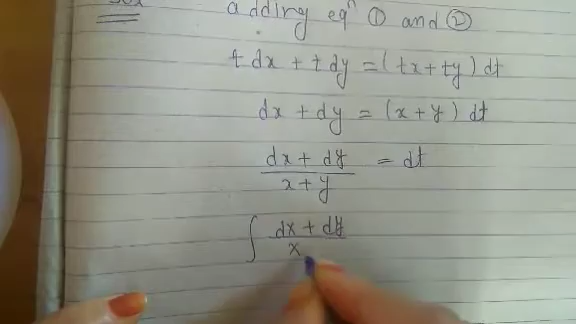 adding eqⁿ ① and ②
t dx + t dy = (tx + ty) dt
dx + dy = (x + y) dt
dx + dy / x + y = dt
∫ dx + dy / x